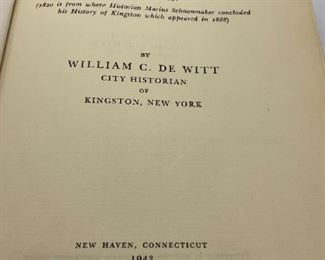 (1820 is from where Historian Marius Schoonmaker concluded
his History of Kingston which appeared in 1888)
BY
WILLIAM C. DE WITT
CITY HISTORIAN
OF
KINGSTON, NEW YORK
NEW HAVEN, CONNECTICUT
1943